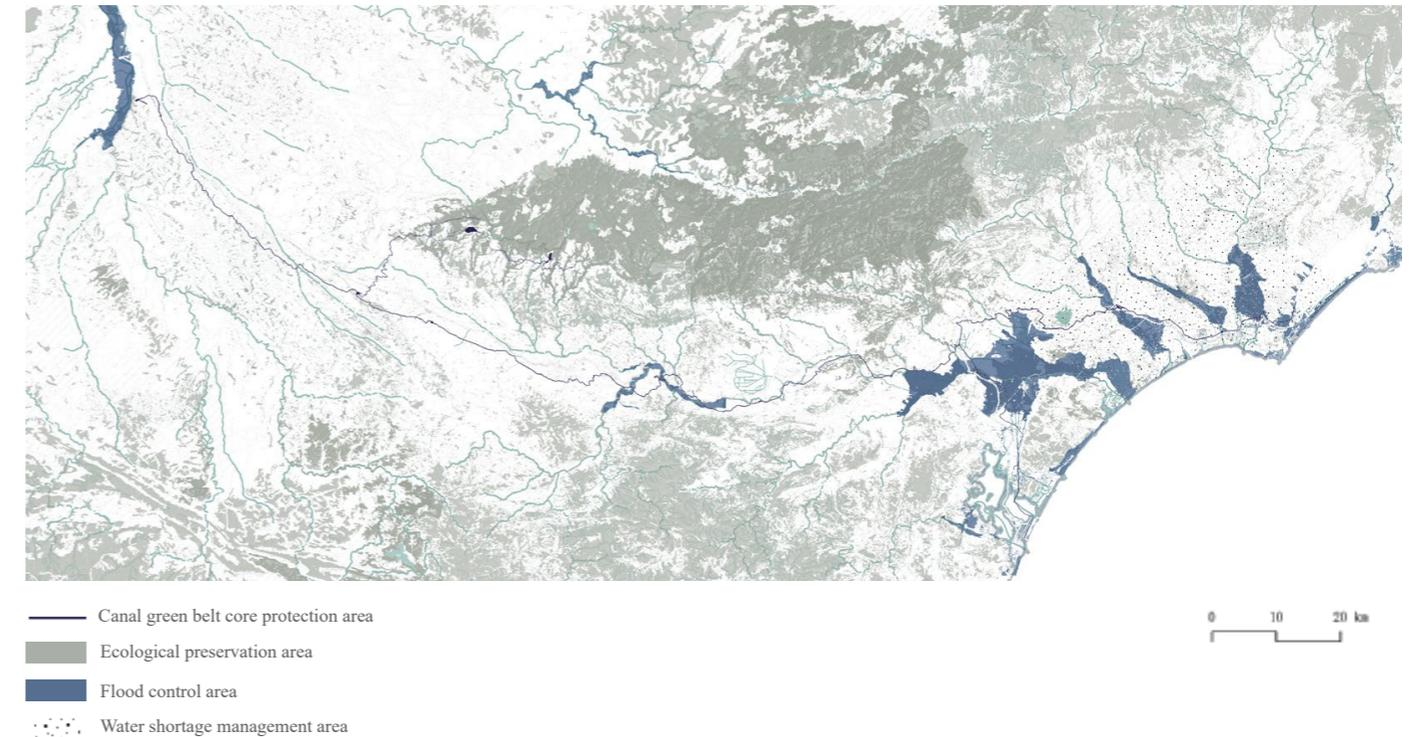 Canal green belt core protection area
0 10 20 km
Ecological preservation area
Flood control area
Water shortage management area